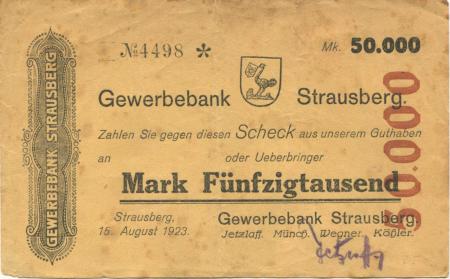 №4498 * Mk. 50.000
Gewerbebank Strausberg.
Zahlen Sie gegen diesen Scheck aus unserem Guthaben
an oder Ueberbringer
Mark Fünfzigtausend
Strausberg, Gewerbebank Strausberg.
15. August 1923. Jetzlaff. Münch. Wegner. Kößler.
GEWERBEBANK STRAUSBERG
50.000